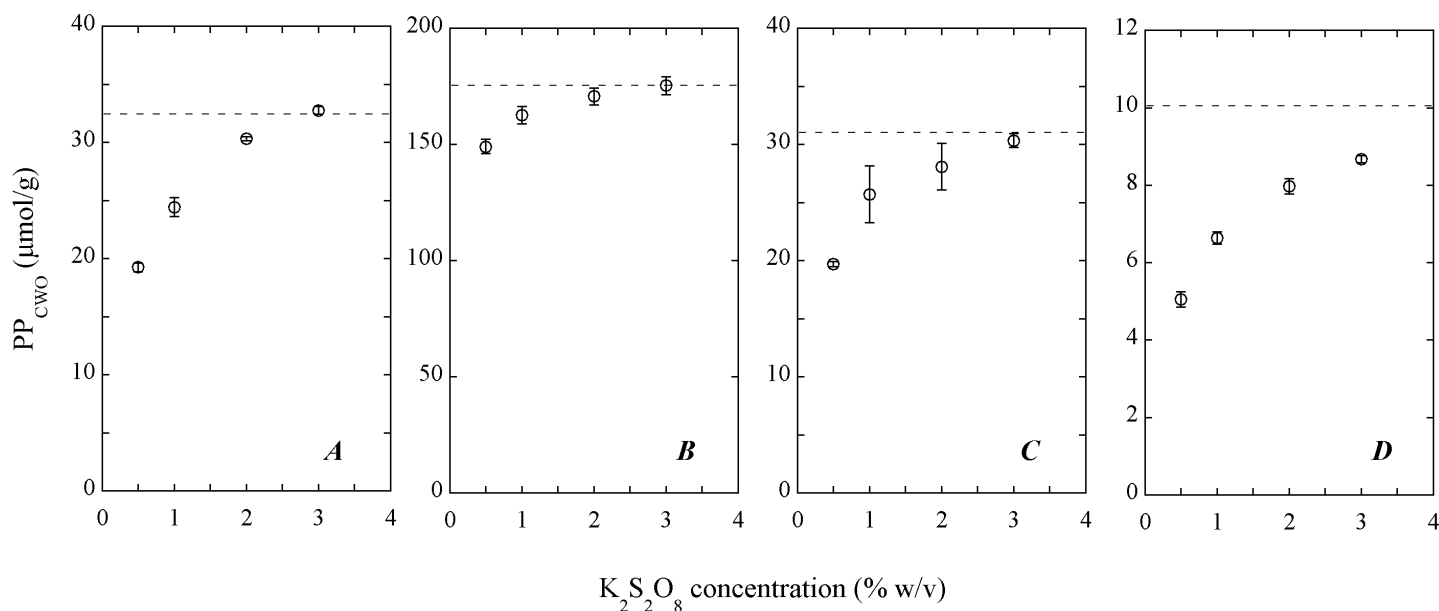 40 200 40 12
10
30 150 30
8
PP_CWO (μmol/g)
20 100 20 6
4
10 50 10
2
A B C D
0 0 0 0
0 1 2 3 4 0 1 2 3 4 0 1 2 3 4 0 1 2 3 4
K₂S₂O₈ concentration (% w/v)